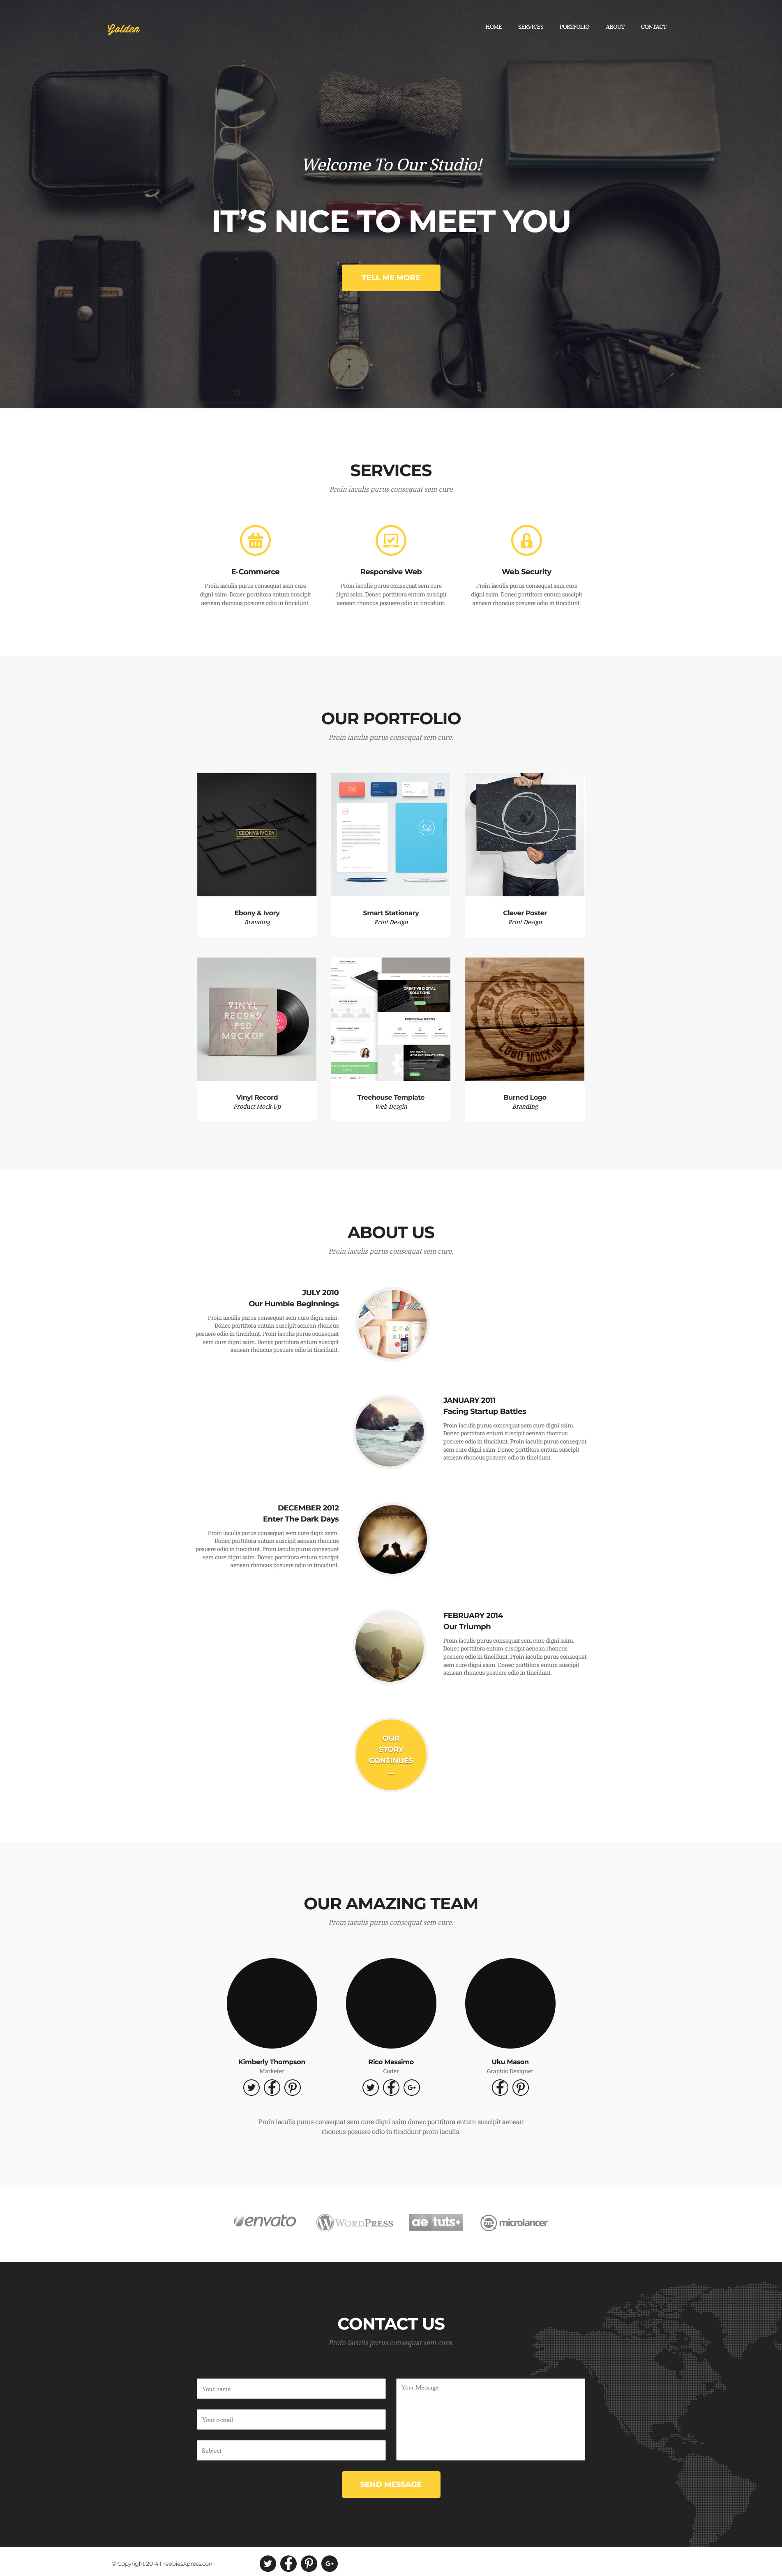 Golden
HOME SERVICES PORTFOLIO ABOUT CONTACT
Welcome To Our Studio!
IT'S NICE TO MEET YOU
TELL ME MORE
SERVICES
Proin iaculis purus consequat sem cure
E-Commerce
Proin iaculis purus consequat sem cure
digni ssim. Donec porttitora entum suscipit
aenean rhoncus posuere odio in tincidunt.
Responsive Web
Proin iaculis purus consequat sem cure
digni ssim. Donec porttitora entum suscipit
aenean rhoncus posuere odio in tincidunt.
Web Security
Proin iaculis purus consequat sem cure
digni ssim. Donec porttitora entum suscipit
aenean rhoncus posuere odio in tincidunt.
OUR PORTFOLIO
Proin iaculis purus consequat sem cure.
EBONY&IVORY
Ebony & Ivory
Branding
Smart Stationary
Print Design
Clever Poster
Print Design
VINYL
RECORD
PSD
MOCKUP
Vinyl Record
Product Mock-Up
CREATIVE DIGITAL
SOLUTIONS
Treehouse Template
Web Desgin
BURNED
LOGO MOCK-UP
Burned Logo
Branding
ABOUT US
Proin iaculis purus consequat sem cure.
JULY 2010
Our Humble Beginnings
Proin iaculis purus consequat sem cure digni ssim.
Donec porttitora entum suscipit aenean rhoncus
posuere odio in tincidunt. Proin iaculis purus consequat
sem cure digni ssim. Donec porttitora entum suscipit
aenean rhoncus posuere odio in tincidunt.
JANUARY 2011
Facing Startup Battles
Proin iaculis purus consequat sem cure digni ssim.
Donec porttitora entum suscipit aenean rhoncus
posuere odio in tincidunt. Proin iaculis purus consequat
sem cure digni ssim. Donec porttitora entum suscipit
aenean rhoncus posuere odio in tincidunt.
DECEMBER 2012
Enter The Dark Days
Proin iaculis purus consequat sem cure digni ssim.
Donec porttitora entum suscipit aenean rhoncus
posuere odio in tincidunt. Proin iaculis purus consequat
sem cure digni ssim. Donec porttitora entum suscipit
aenean rhoncus posuere odio in tincidunt.
FEBRUARY 2014
Our Triumph
Proin iaculis purus consequat sem cure digni ssim.
Donec porttitora entum suscipit aenean rhoncus
posuere odio in tincidunt. Proin iaculis purus consequat
sem cure digni ssim. Donec porttitora entum suscipit
aenean rhoncus posuere odio in tincidunt.
OUR
STORY
CONTINUES
...
OUR AMAZING TEAM
Proin iaculis purus consequat sem cure.
Kimberly Thompson
Marketer
Rico Massimo
Coder
Uku Mason
Graphic Designer
Proin iaculis purus consequat sem cure digni ssim donec porttitora entum suscipit aenean
rhoncus posuere odio in tincidunt proin iaculis.
envato WORDPRESS ae tuts+ microlancer
CONTACT US
Proin iaculis purus consequat sem cure.
Your name
Your e-mail
Subject
Your Message
SEND MESSAGE
© Copyright 2014 FreebiesXpress.com